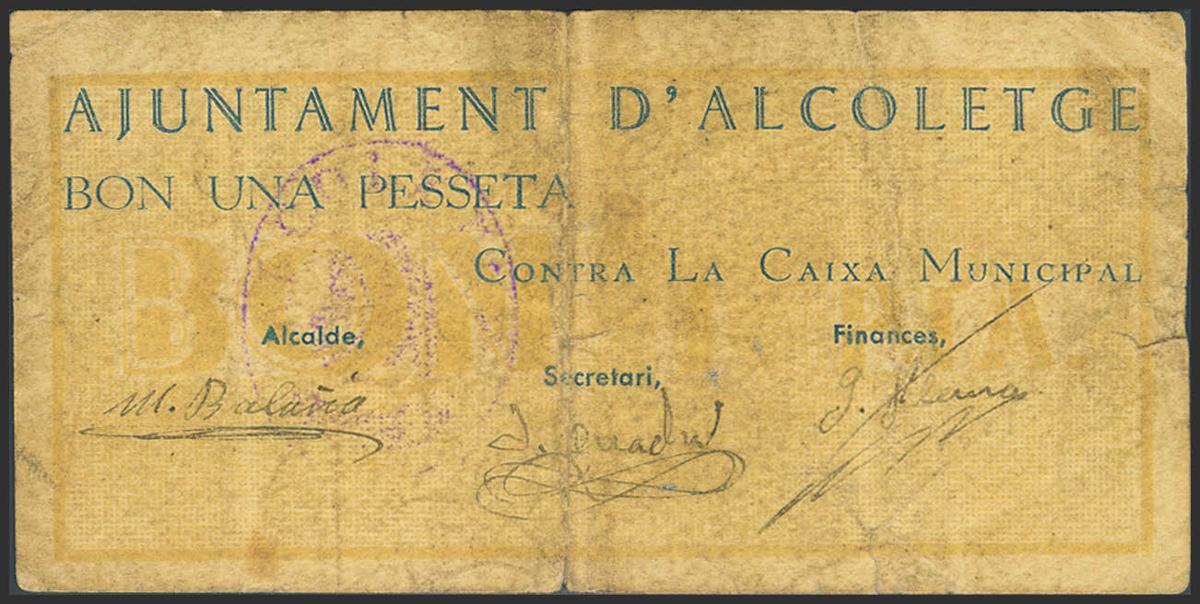 AJUNTAMENT D'ALCOLETGE
BON UNA PESSETA
CONTRA LA CAIXA MUNICIPAL
Alcalde,
Finances,
Secretari,
M. Balañá